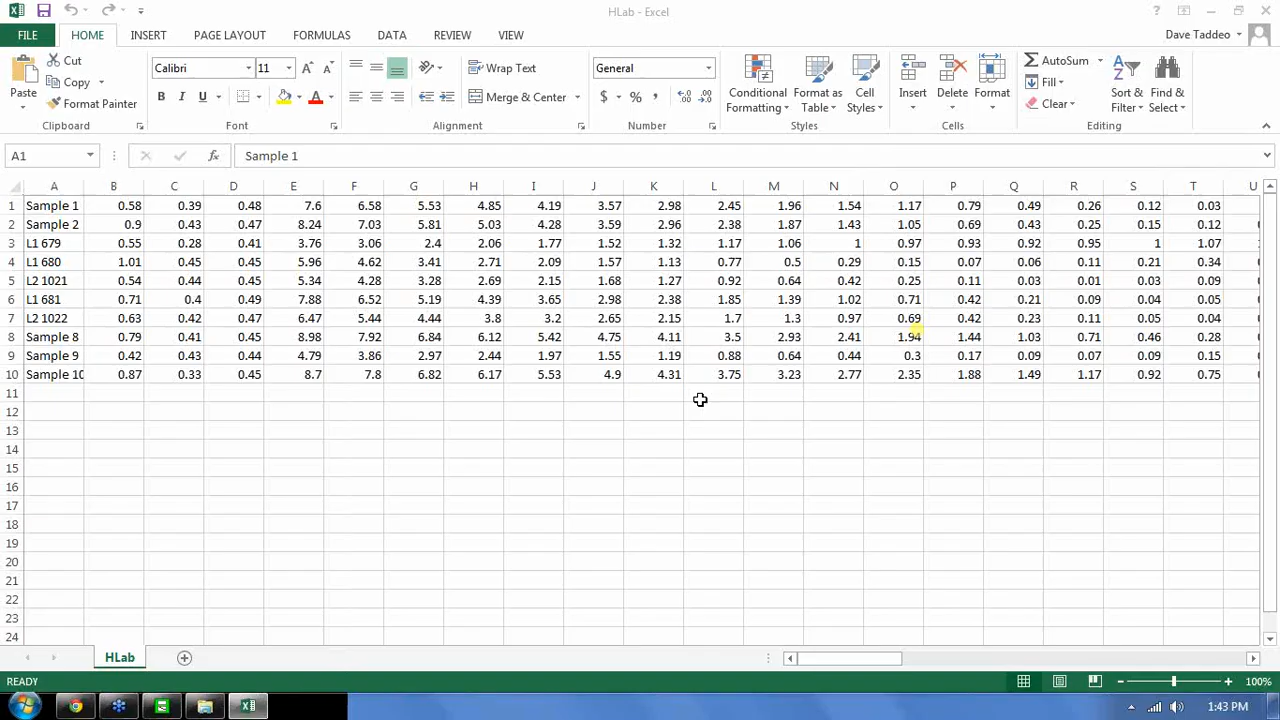 HLab - Excel
FILE HOME INSERT PAGE LAYOUT FORMULAS DATA REVIEW VIEW Dave Taddeo
Paste Cut Copy Format Painter
Clipboard
Calibri 11
B I U A
Font
Wrap Text
Merge & Center
Alignment
General
$ % ,
Number
Conditional Formatting Format as Table Cell Styles
Styles
Insert Delete Format
Cells
AutoSum
Fill
Clear
Sort & Filter Find & Select
Editing
A1 fx Sample 1
A B C D E F G H I J K L M N O P Q R S T U
1 Sample 1 0.58 0.39 0.48 7.6 6.58 5.53 4.85 4.19 3.57 2.98 2.45 1.96 1.54 1.17 0.79 0.49 0.26 0.12 0.03
2 Sample 2 0.9 0.43 0.47 8.24 7.03 5.81 5.03 4.28 3.59 2.96 2.38 1.87 1.43 1.05 0.69 0.43 0.25 0.15 0.12
3 L1 679 0.55 0.28 0.41 3.76 3.06 2.4 2.06 1.77 1.52 1.32 1.17 1.06 1 0.97 0.93 0.92 0.95 1 1.07
4 L1 680 1.01 0.45 0.45 5.96 4.62 3.41 2.71 2.09 1.57 1.13 0.77 0.5 0.29 0.15 0.07 0.06 0.11 0.21 0.34
5 L2 1021 0.54 0.44 0.45 5.34 4.28 3.28 2.69 2.15 1.68 1.27 0.92 0.64 0.42 0.25 0.11 0.03 0.01 0.03 0.09
6 L1 681 0.71 0.4 0.49 7.88 6.52 5.19 4.39 3.65 2.98 2.38 1.85 1.39 1.02 0.71 0.42 0.21 0.09 0.04 0.05
7 L2 1022 0.63 0.42 0.47 6.47 5.44 4.44 3.8 3.2 2.65 2.15 1.7 1.3 0.97 0.69 0.42 0.23 0.11 0.05 0.04
8 Sample 8 0.79 0.41 0.45 8.98 7.92 6.84 6.12 5.42 4.75 4.11 3.5 2.93 2.41 1.94 1.44 1.03 0.71 0.46 0.28
9 Sample 9 0.42 0.43 0.44 4.79 3.86 2.97 2.44 1.97 1.55 1.19 0.88 0.64 0.44 0.3 0.17 0.09 0.07 0.09 0.15
10 Sample 10 0.87 0.33 0.45 8.7 7.8 6.82 6.17 5.53 4.9 4.31 3.75 3.23 2.77 2.35 1.88 1.49 1.17 0.92 0.75
11
12
13
14
15
16
17
18
19
20
21
22
23
24
HLab
READY 100%
1:43 PM